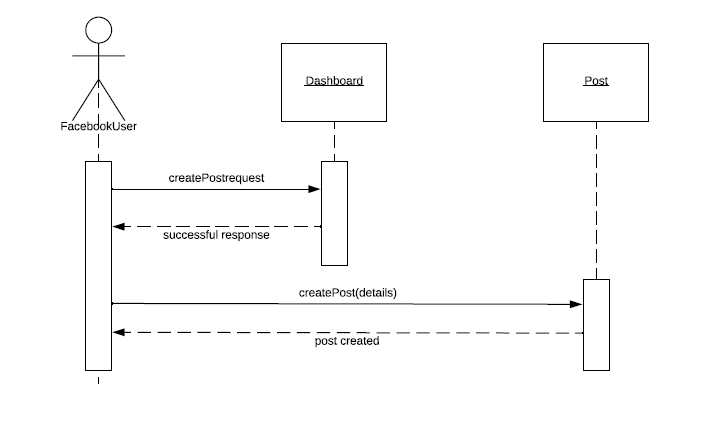 Dashboard
Post
FacebookUser
createPostrequest
successful response
createPost(details)
post created